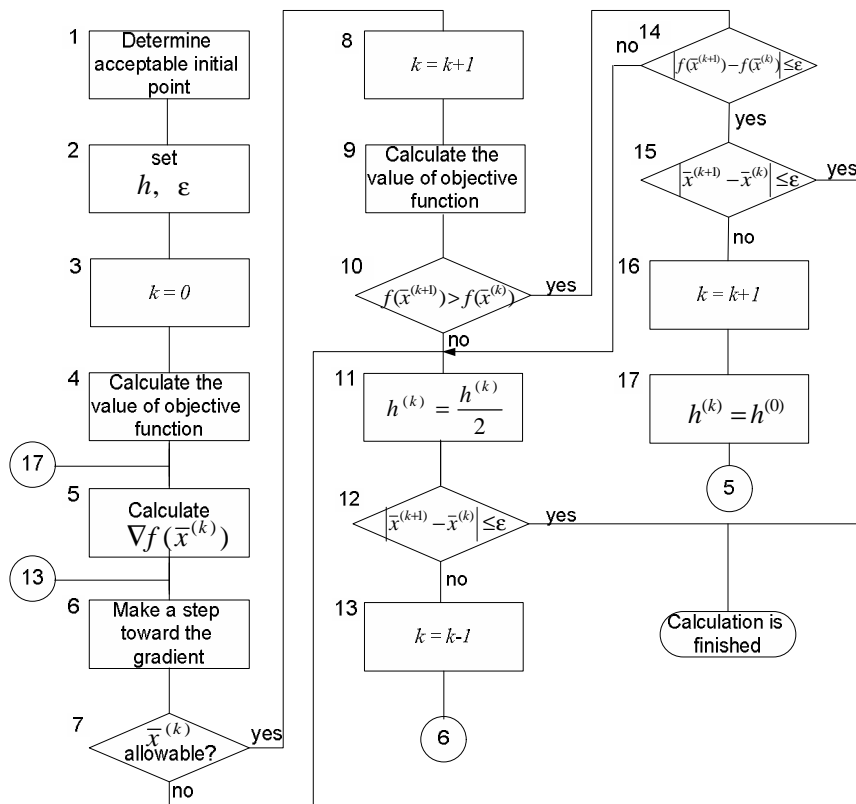 1
Determine
acceptable initial
point
2
set
h, ε
3
k = 0
4
Calculate the
value of objective
function
17
5
Calculate
∇f(x̅^(k))
13
6
Make a step
toward the
gradient
7
x̅^(k)
allowable?
yes
no
8
k = k+1
9
Calculate the
value of objective
function
10
f(x̅^(k+1)) > f(x̅^(k))
yes
no
11
h^(k) = h^(k)/2
12
|x̅^(k+1) − x̅^(k)| ≤ ε
yes
no
13
k = k-1
6
14
no
|f(x̅^(k+1)) − f(x̅^(k))| ≤ ε
yes
15
|x̅^(k+1) − x̅^(k)| ≤ ε
yes
no
16
k = k+1
17
h^(k) = h^(0)
5
Calculation is
finished